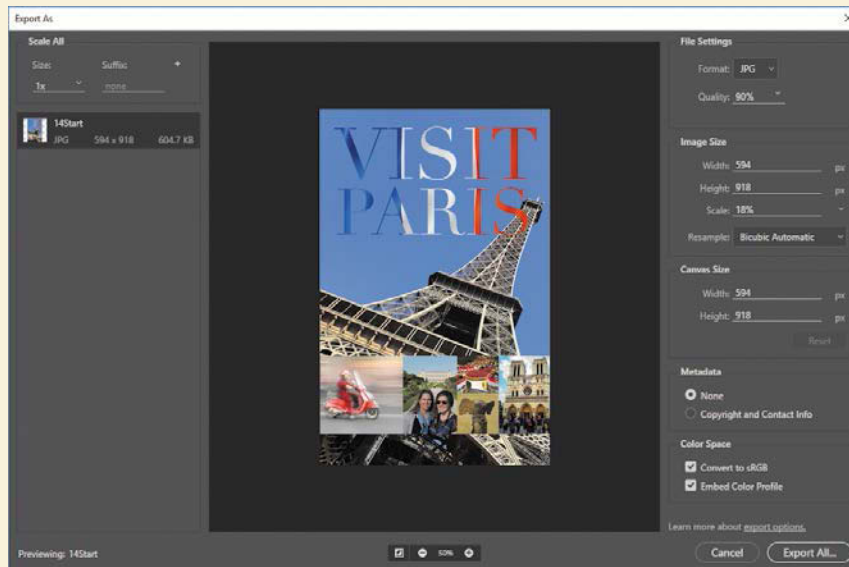 Export As
Scale All
Size:
Suffix:
+
1x
none
14Start
JPG 594 x 918 604.7 KB
VISIT
PARIS
File Settings
Format: JPG
Quality: 90%
Image Size
Width: 594 px
Height: 918 px
Scale: 18%
Resample: Bicubic Automatic
Canvas Size
Width: 594 px
Height: 918 px
Reset
Metadata
None
Copyright and Contact Info
Color Space
Convert to sRGB
Embed Color Profile
Learn more about export options.
Previewing: 14Start
50%
Cancel
Export All...